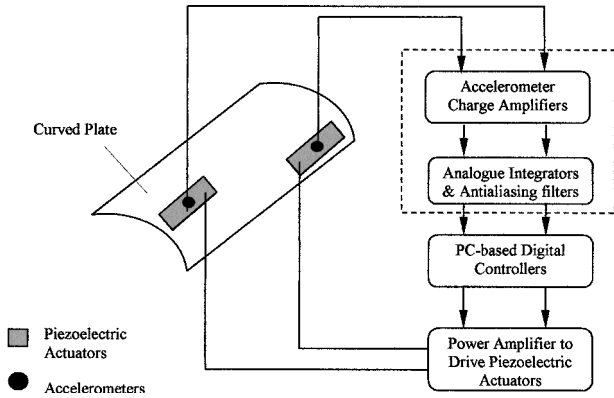 Curved Plate
Accelerometer
Charge Amplifiers
Analogue Integrators
& Antialiasing filters
PC-based Digital
Controllers
Power Amplifier to
Drive Piezoelectric
Actuators
Piezoelectric
Actuators
Accelerometers